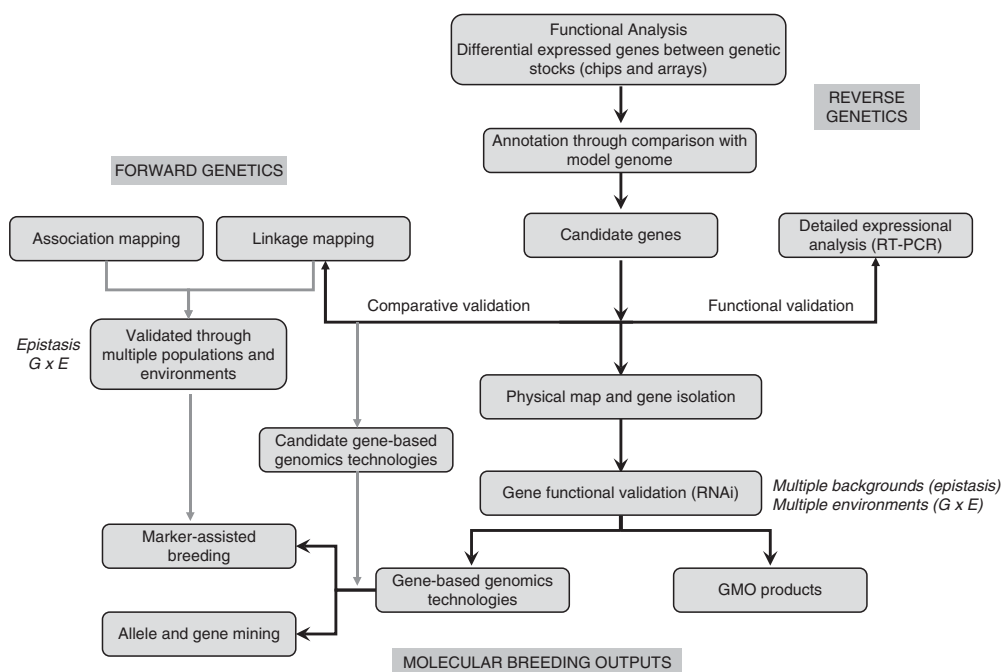 Functional Analysis
Differential expressed genes between genetic
stocks (chips and arrays)
REVERSE
GENETICS
Annotation through comparison with
model genome
FORWARD GENETICS
Association mapping
Linkage mapping
Candidate genes
Detailed expressional
analysis (RT-PCR)
Comparative validation
Functional validation
Epistasis
G x E
Validated through
multiple populations and
environments
Physical map and gene isolation
Candidate gene-based
genomics technologies
Gene functional validation (RNAi)
Multiple backgrounds (epistasis)
Multiple environments (G x E)
Marker-assisted
breeding
Gene-based genomics
technologies
GMO products
Allele and gene mining
MOLECULAR BREEDING OUTPUTS